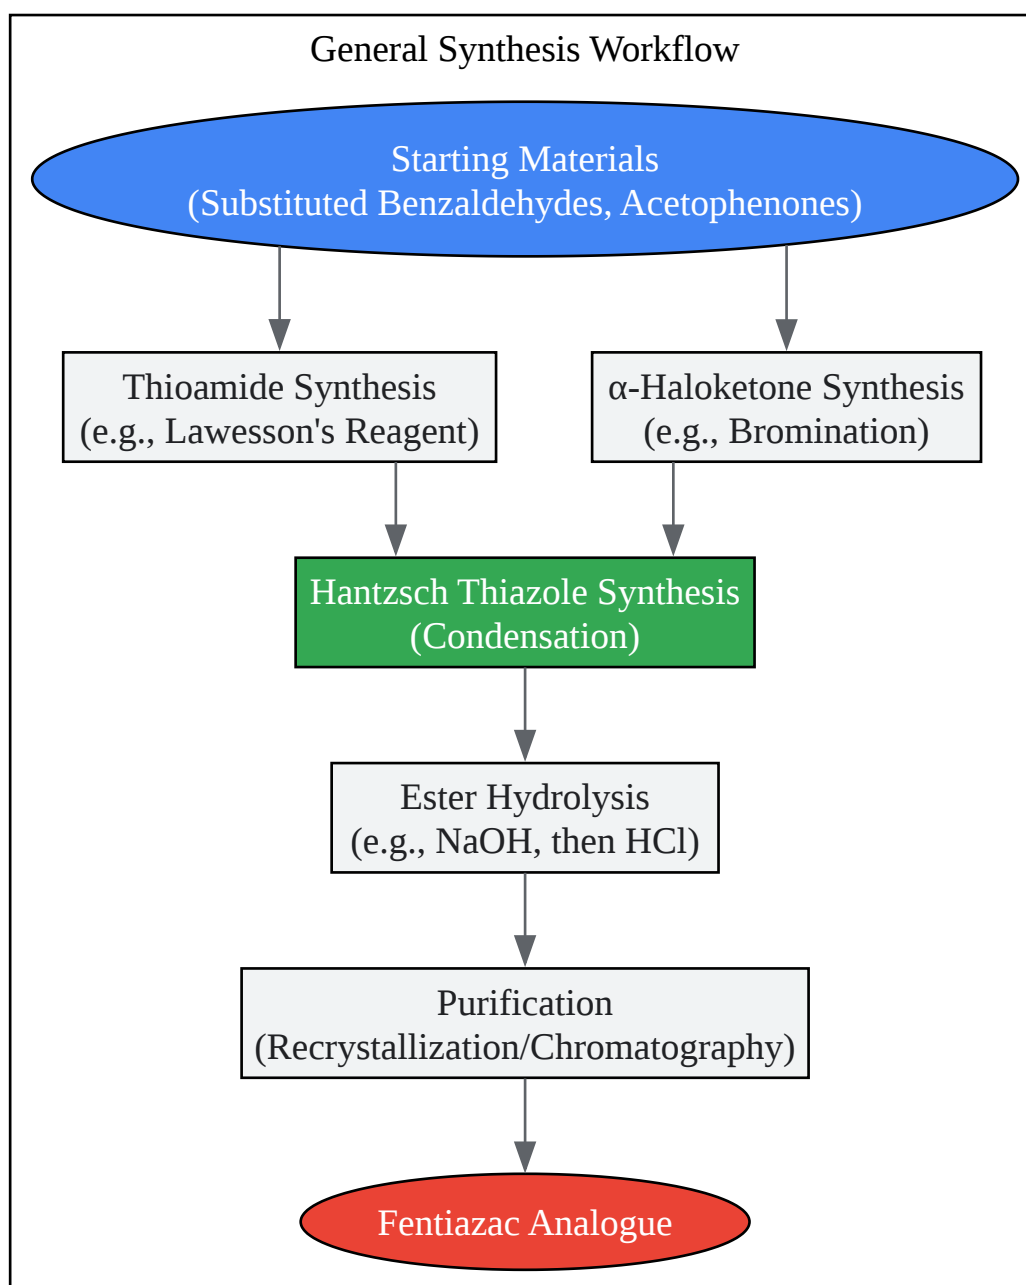 General Synthesis Workflow
Starting Materials
(Substituted Benzaldehydes, Acetophenones)
Thioamide Synthesis
(e.g., Lawesson's Reagent)
α-Haloketone Synthesis
(e.g., Bromination)
Hantzsch Thiazole Synthesis
(Condensation)
Ester Hydrolysis
(e.g., NaOH, then HCl)
Purification
(Recrystallization/Chromatography)
Fentiazac Analogue